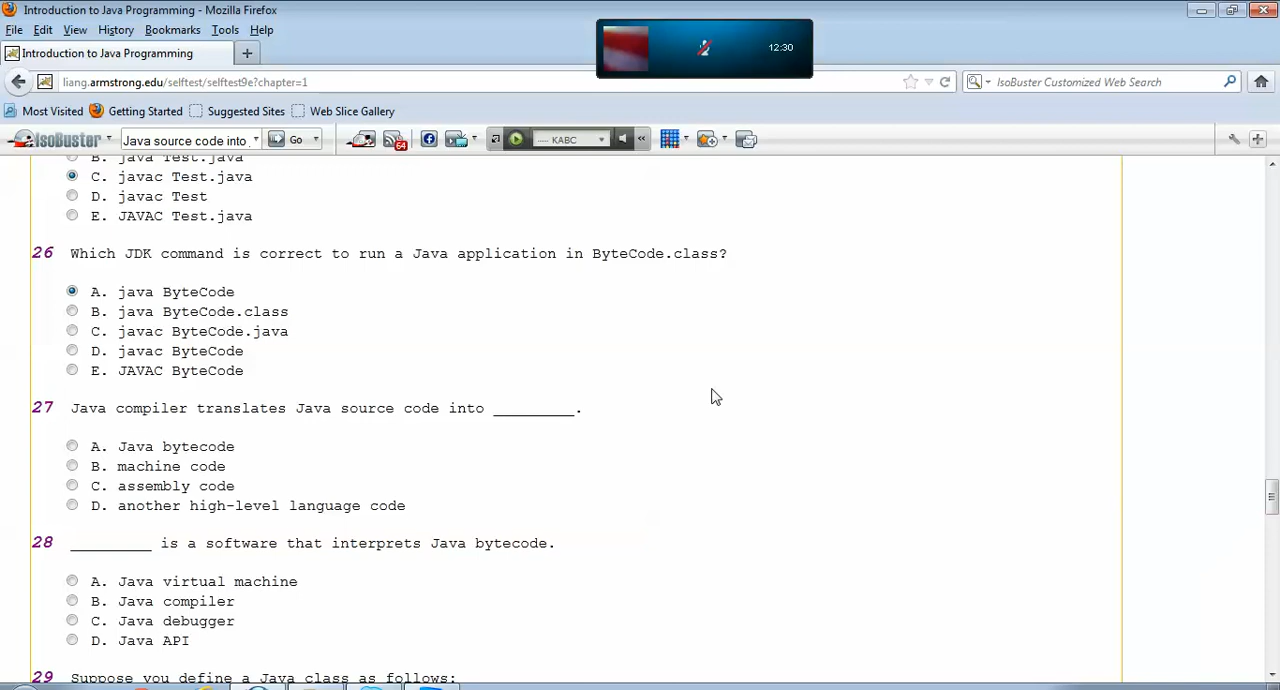 Introduction to Java Programming - Mozilla Firefox
File Edit View History Bookmarks Tools Help
12:30
Introduction to Java Programming
liang.armstrong.edu/selftest/selftest9e?chapter=1
IsoBuster Customized Web Search
Most Visited Getting Started Suggested Sites Web Slice Gallery
IsoBuster Java source code into Go 64 KABC
B. java Test.java
C. javac Test.java
D. javac Test
E. JAVAC Test.java
26 Which JDK command is correct to run a Java application in ByteCode.class?
A. java ByteCode
B. java ByteCode.class
C. javac ByteCode.java
D. javac ByteCode
E. JAVAC ByteCode
27 Java compiler translates Java source code into _________.
A. Java bytecode
B. machine code
C. assembly code
D. another high-level language code
28 _________ is a software that interprets Java bytecode.
A. Java virtual machine
B. Java compiler
C. Java debugger
D. Java API
29 Suppose you define a Java class as follows: